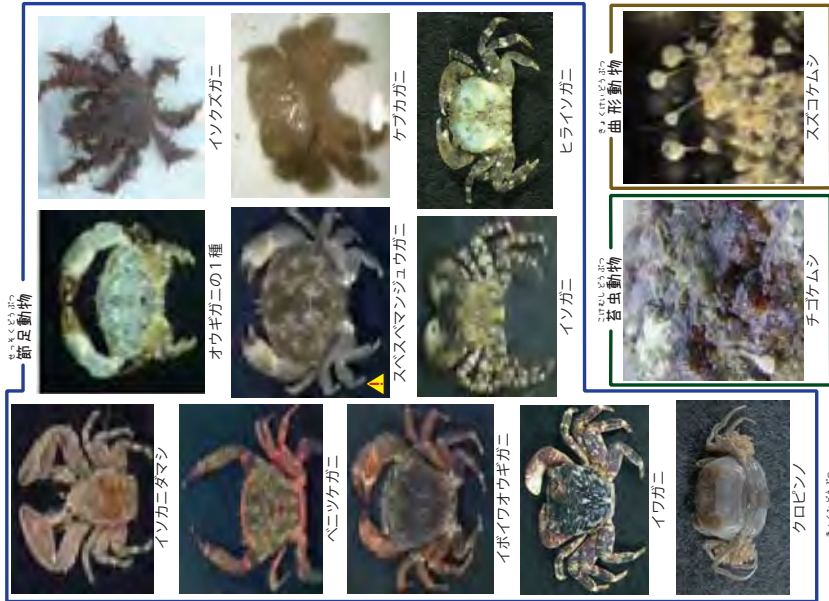 せっそくどうぶつ
節足動物
イソカニダマシ
オウギガニの1種
イソクズガニ
ベニツケガニ
スベスベマンジュウガニ
ケブカガニ
イボイワオウギガニ
イソガニ
ヒライソガニ
イワガニ
クロピンノ
こけむしどうぶつ
苔虫動物
チゴケムシ
きょくけいどうぶつ
曲形動物
スズコケムシ